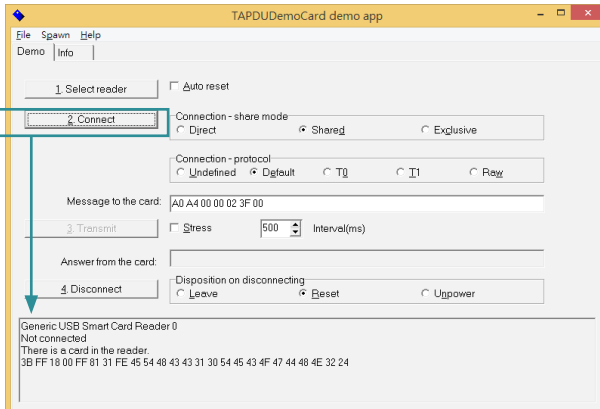 TAPDUDemoCard demo app
File Spawn Help
Demo Info
1. Select reader Auto reset
2. Connect Connection - share mode
Direct Shared Exclusive
Connection - protocol
Undefined Default T0 T1 Raw
Message to the card: A0 A4 00 00 02 3F 00
3. Transmit Stress 500 Interval(ms)
Answer from the card:
4. Disconnect Disposition on disconnecting
Leave Reset Unpower
Generic USB Smart Card Reader 0
Not connected
There is a card in the reader.
3B FF 18 00 FF 81 31 FE 45 54 48 43 43 31 30 54 45 43 4F 47 44 48 4E 32 24